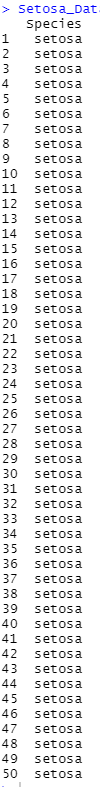 > Setosa_Dat
Species
1 setosa
2 setosa
3 setosa
4 setosa
5 setosa
6 setosa
7 setosa
8 setosa
9 setosa
10 setosa
11 setosa
12 setosa
13 setosa
14 setosa
15 setosa
16 setosa
17 setosa
18 setosa
19 setosa
20 setosa
21 setosa
22 setosa
23 setosa
24 setosa
25 setosa
26 setosa
27 setosa
28 setosa
29 setosa
30 setosa
31 setosa
32 setosa
33 setosa
34 setosa
35 setosa
36 setosa
37 setosa
38 setosa
39 setosa
40 setosa
41 setosa
42 setosa
43 setosa
44 setosa
45 setosa
46 setosa
47 setosa
48 setosa
49 setosa
50 setosa
>